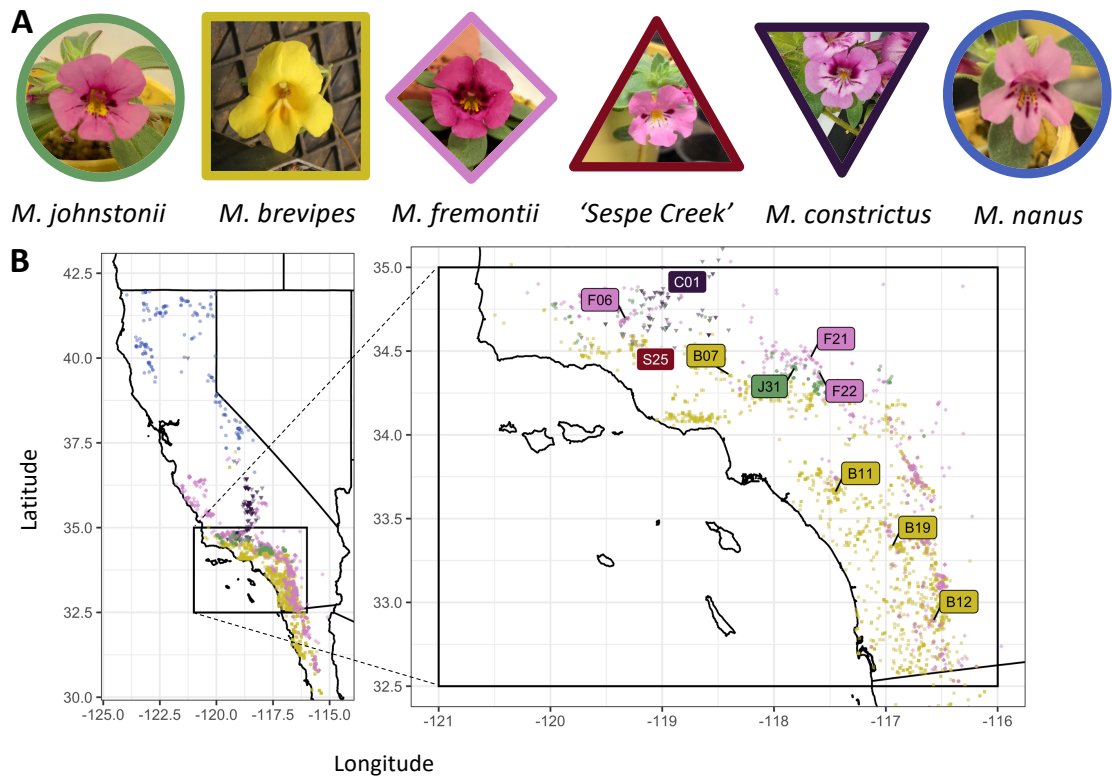 A
M. johnstonii M. brevipes M. fremontii ‘Sespe Creek’ M. constrictus M. nanus
B
42.5
40.0
37.5
35.0
32.5
30.0
Latitude
-125.0 -122.5 -120.0 -117.5 -115.0
35.0
34.5
34.0
33.5
33.0
32.5
C01
F06
F21
S25
B07
J31
F22
B11
B19
B12
-121 -120 -119 -118 -117 -116
Longitude